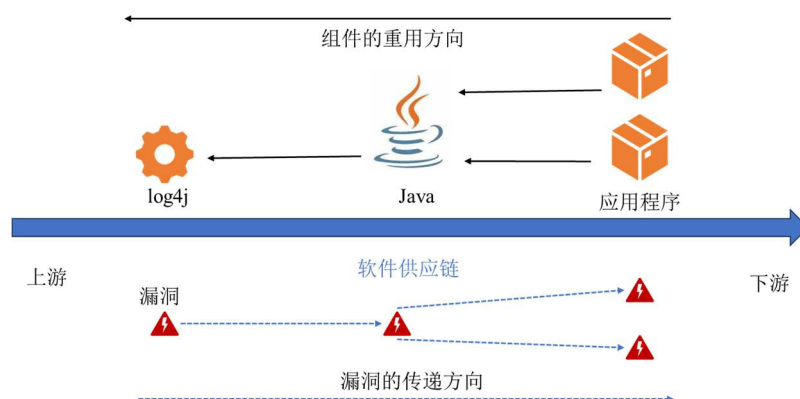 组件的重用方向
log4j
Java
应用程序
上游
软件供应链
下游
漏洞
漏洞的传递方向